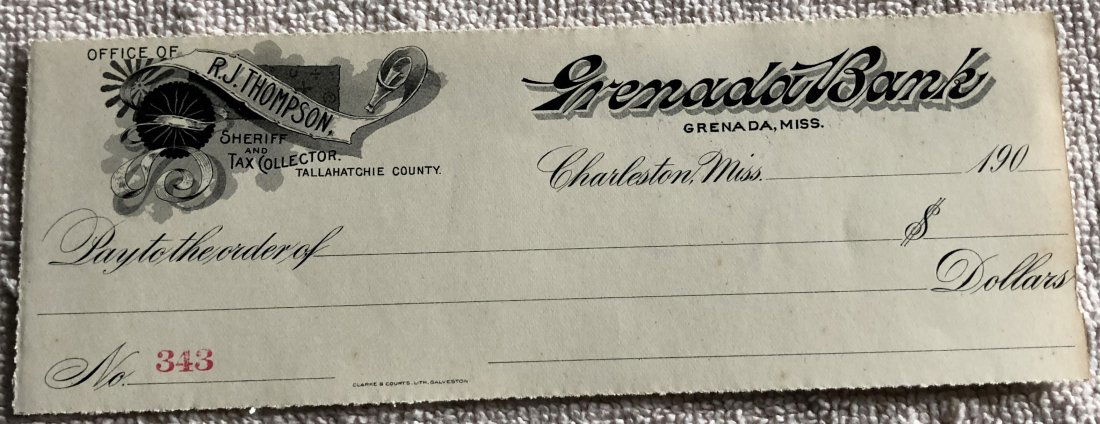 OFFICE OF
R.J. THOMPSON.
SHERIFF
AND
TAX COLLECTOR.
TALLAHATCHIE COUNTY.
Grenada Bank
GRENADA, MISS.
Charleston, Miss. 190
Pay to the order of $
Dollars
No. 343
CLARKE & COURTS, LITH. GALVESTON